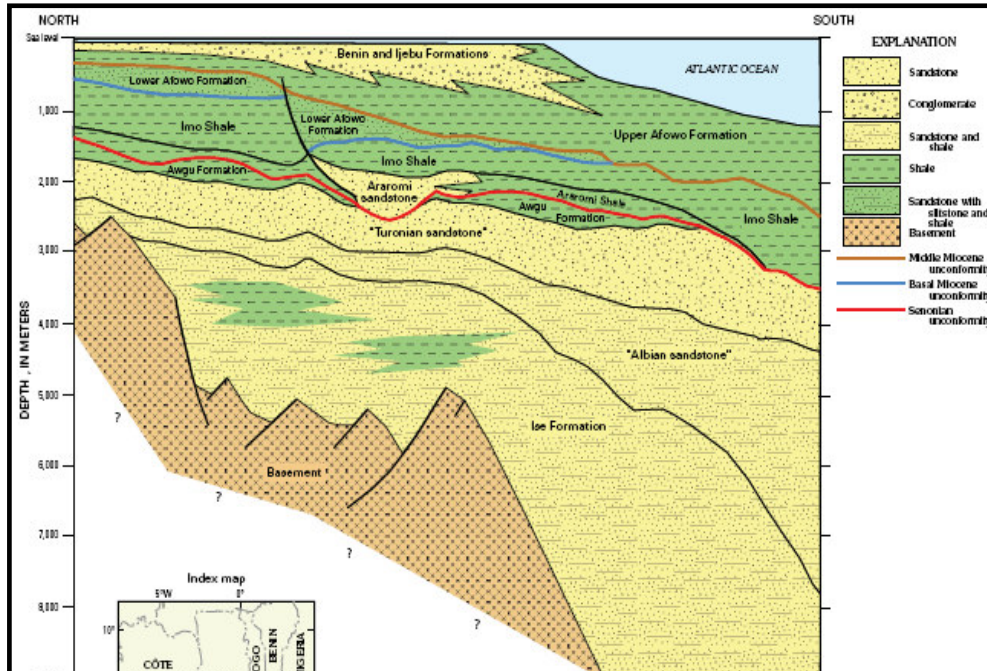 NORTH
SOUTH
Sea level
EXPLANATION
Benin and Ijebu Formations
ATLANTIC OCEAN
Sandstone
Lower Afowo Formation
Conglomerate
1,000
Lower Afowo
Formation
Imo Shale
Upper Afowo Formation
Sandstone and
shale
Imo Shale
Shale
Awgu Formation
2,000
Araromi
sandstone
Araromi Shale
Awgu
Formation
Imo Shale
Sandstone with
siltstone and
shale
"Turonian sandstone"
Basement
3,000
Middle Miocene
unconformity
Basal Miocene
unconformity
Senonian
unconformity
4,000
"Albian sandstone"
DEPTH, IN METERS
5,000
?
Ise Formation
6,000
Basement
?
7,000
?
Index map
5°W
0°
8,000
?
10°
CÔTE
OGO
BENIN
IGERIA